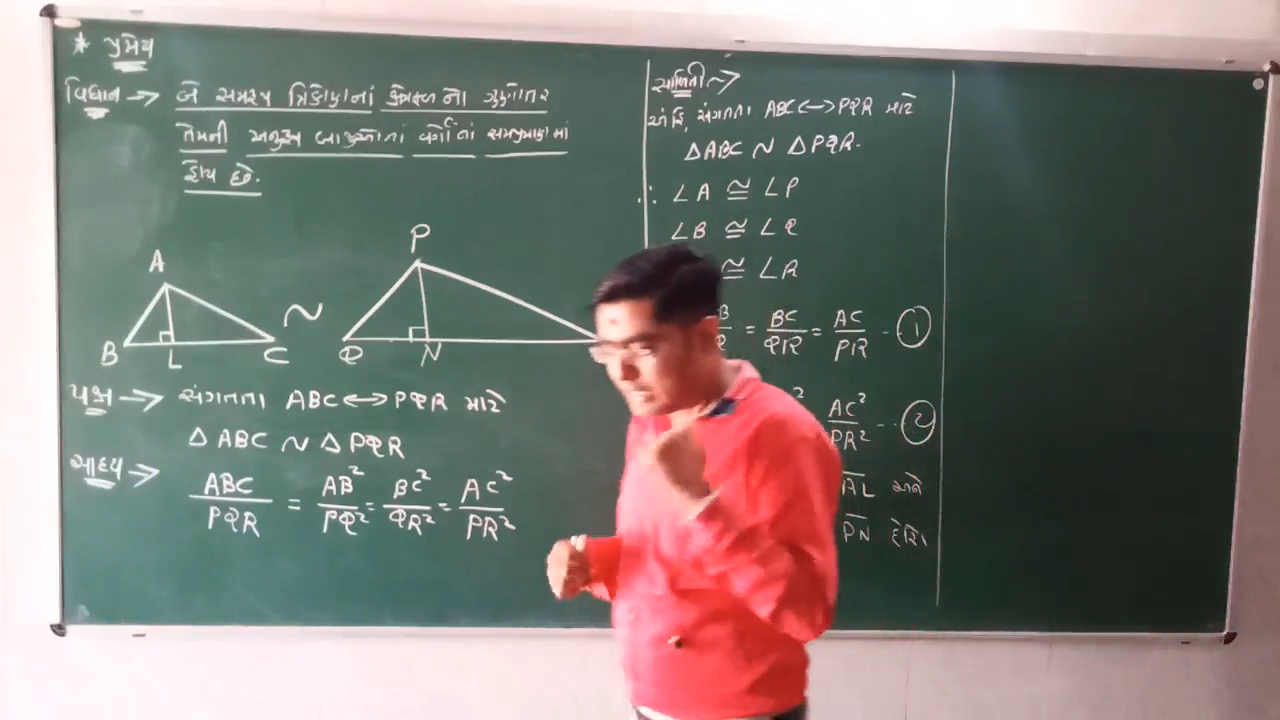 * પ્રમેય
વિધાન → બે સમરૂપ ત્રિકોણોનાં ક્ષેત્રફળનો ગુણોત્તર
તેમની અનુરૂપ બાજુઓનાં વર્ગોનાં સમપ્રમાણમાં
હોય છે.
A
B L C
~
P
Q N
પક્ષ → સંગતતા ABC ↔ PQR માટે
Δ ABC ~ Δ PQR
સાધ્ય →
ABC / PQR = AB² / PQ² = BC² / QR² = AC² / PR²
સાબિતી ~>
સંગતતા ABC ↔ PQR માટે
ΔABC ~ ΔPQR.
∴ ∠A ≅ ∠P
∠B ≅ ∠Q
≅ ∠R
= BC / QR = AC / PR - ①
AC² / PR² - - ②
AL અને
PN દોરો.